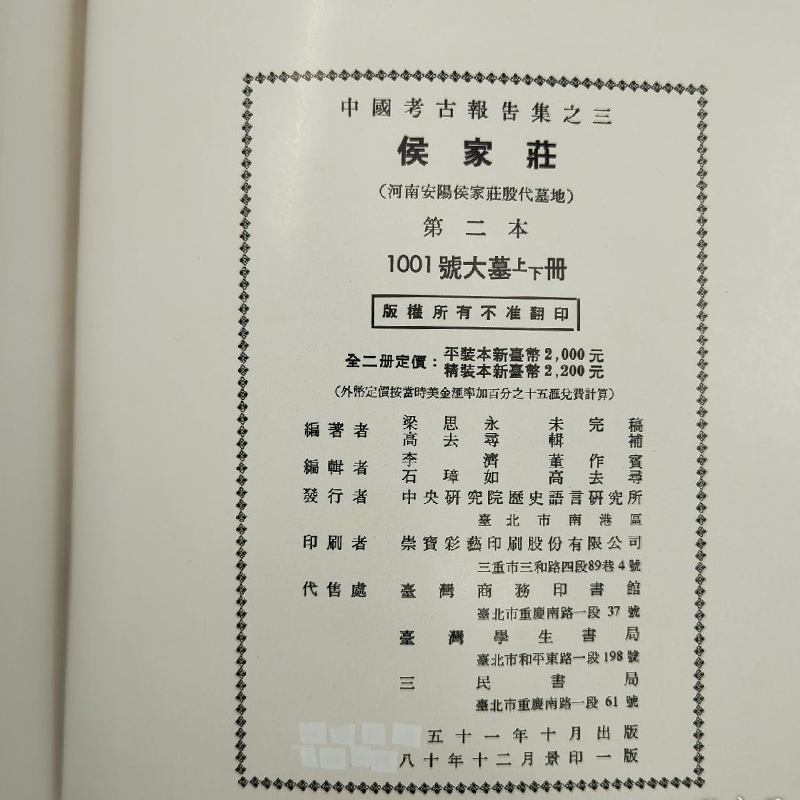 中國考古報告集之三
侯家莊
(河南安陽侯家莊殷代墓地)
第二本
1001號大墓上下冊
版權所有不准翻印
全二册定價：平裝本新臺幣2,000元
精裝本新臺幣2,200元
(外幣定價按當時美金滙率加百分之十五滙兌費計算)
編著者 梁思永 未完稿
高去尋 輯補
編輯者 李濟 董作賓
石璋如 高去尋
發行者 中央研究院歷史語言研究所
臺北市南港區
印刷者 崇寶彩藝印刷股份有限公司
三重市三和路四段89巷4號
代售處 臺灣商務印書館
臺北市重慶南路一段 37 號
臺灣學生書局
臺北市和平東路一段198號
三民書局
臺北市重慶南路一段 61 號
五十一年十月出版
八十年十二月景印一版